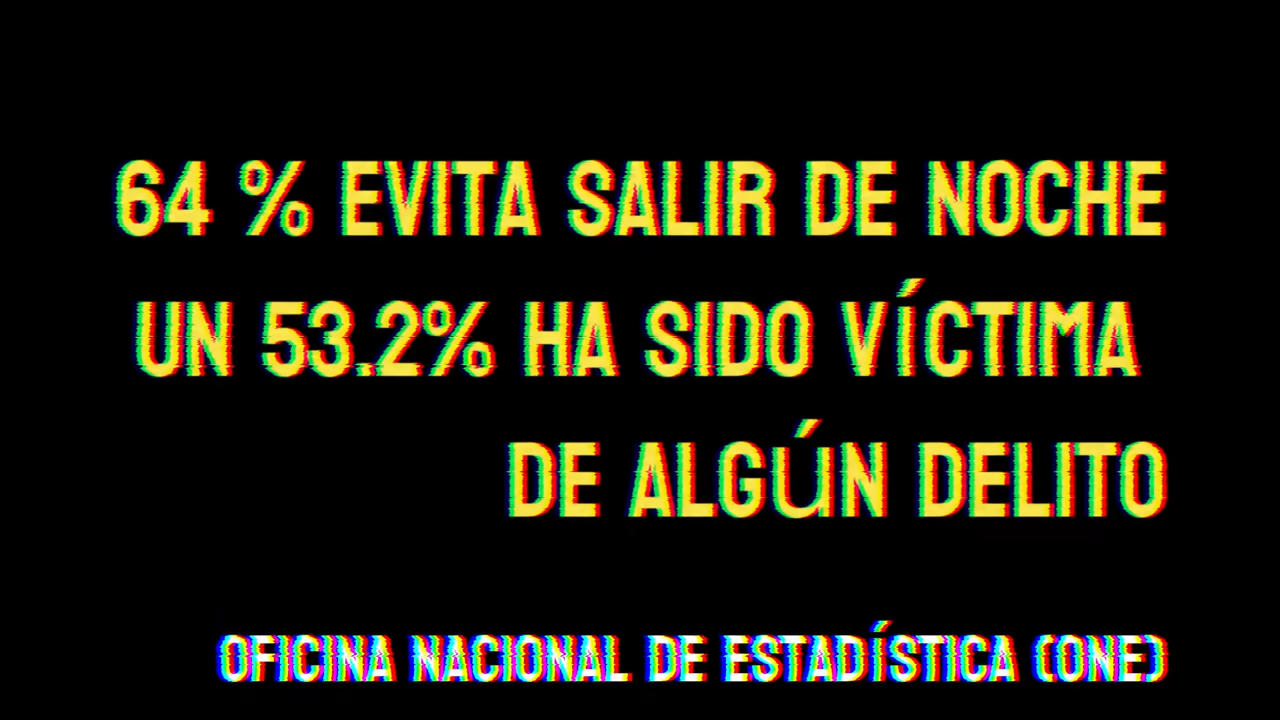 64 % EVITA SALIR DE NOCHE
UN 53.2% HA SIDO VÍCTIMA
DE ALGÚN DELITO
OFICINA NACIONAL DE ESTADÍSTICA (ONE)